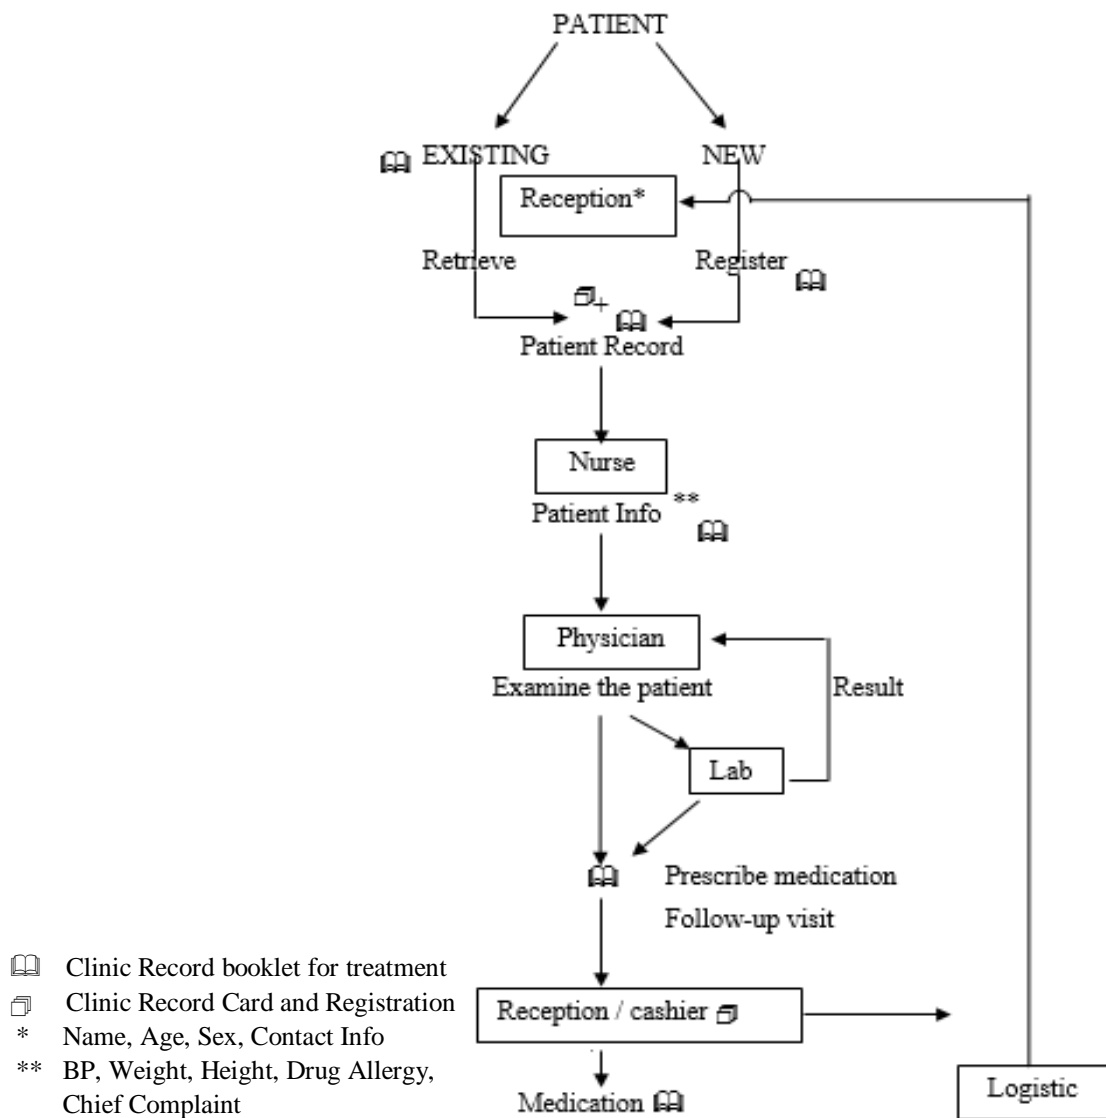 PATIENT
EXISTING
NEW
Reception*
Retrieve
Register
+
Patient Record
Nurse
Patient Info **
Physician
Examine the patient
Result
Lab
Prescribe medication
Follow-up visit
Clinic Record booklet for treatment
Clinic Record Card and Registration
Reception / cashier
* Name, Age, Sex, Contact Info
** BP, Weight, Height, Drug Allergy,
Chief Complaint
Logistic
Medication